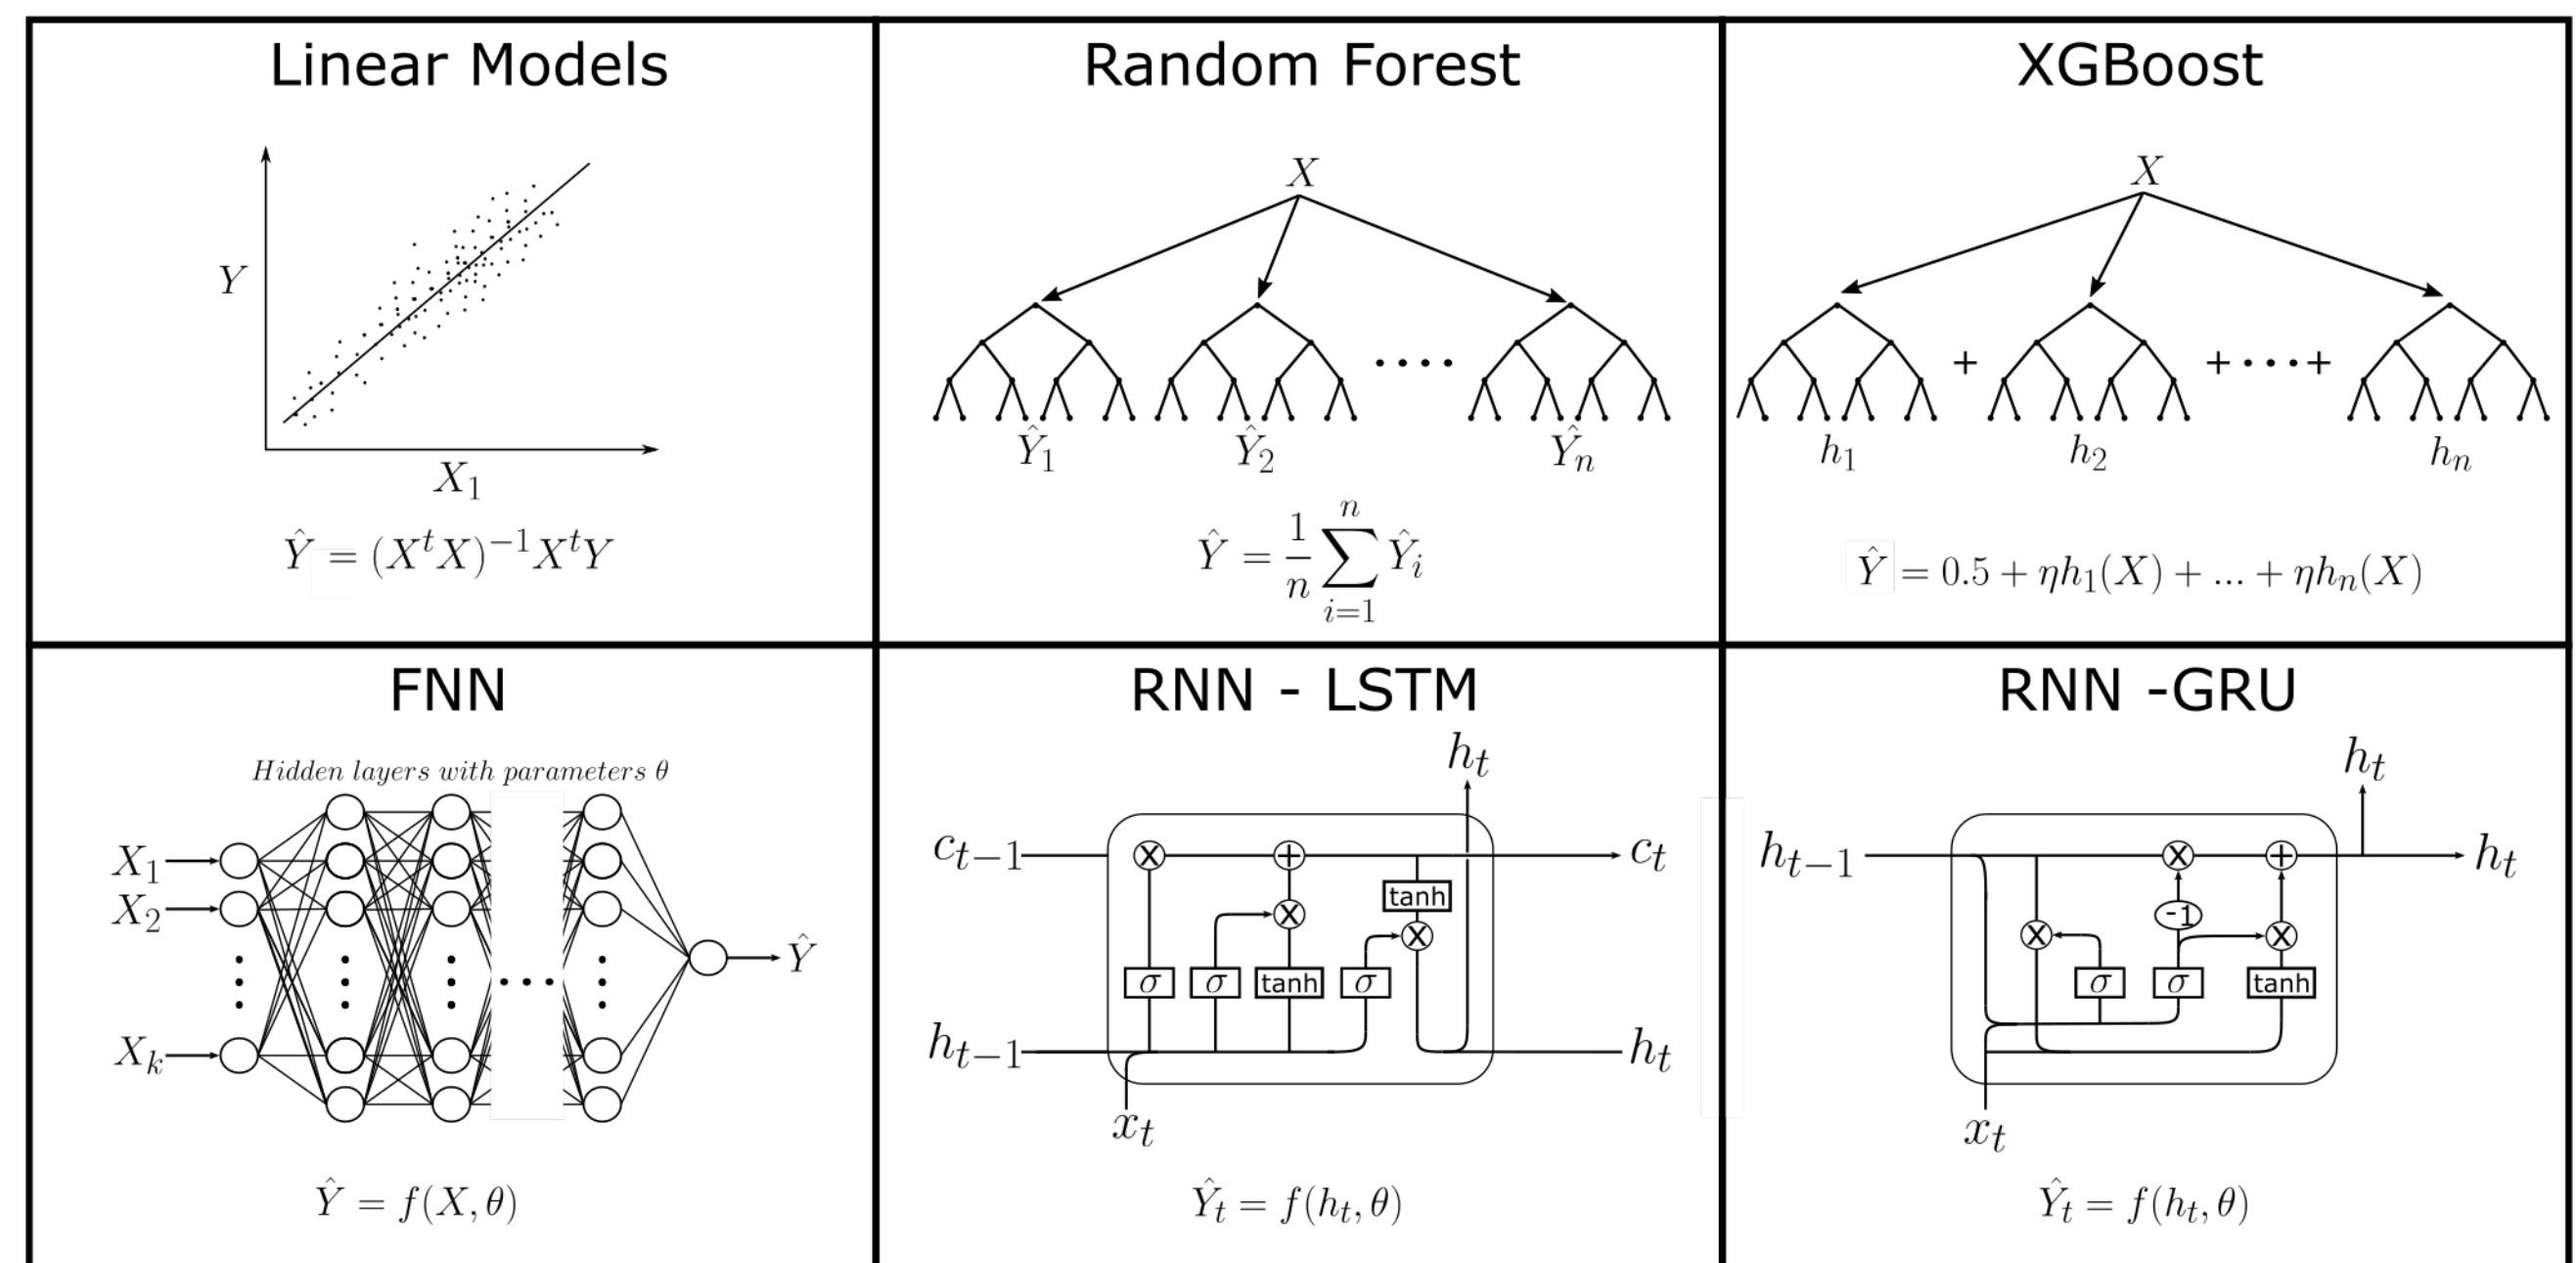 Linear Models
Y
X₁
Ŷ = (XᵗX)⁻¹XᵗY
Random Forest
X
....
Ŷ₁ Ŷ₂ Ŷₙ
Ŷ = 1/n ∑ᵢ₌₁ⁿ Ŷᵢ
XGBoost
X
+ +....+
h₁ h₂ hₙ
Ŷ = 0.5 + ηh₁(X) + ... + ηhₙ(X)
FNN
Hidden layers with parameters θ
X₁
X₂
Xₖ
...
Ŷ
Ŷ = f(X, θ)
RNN - LSTM
hₜ
cₜ₋₁ X + cₜ
tanh
X X
σ σ tanh σ
hₜ₋₁ hₜ
xₜ
Ŷₜ = f(hₜ, θ)
RNN -GRU
hₜ
hₜ₋₁ X + hₜ
-1
X X
σ σ tanh
xₜ
Ŷₜ = f(hₜ, θ)